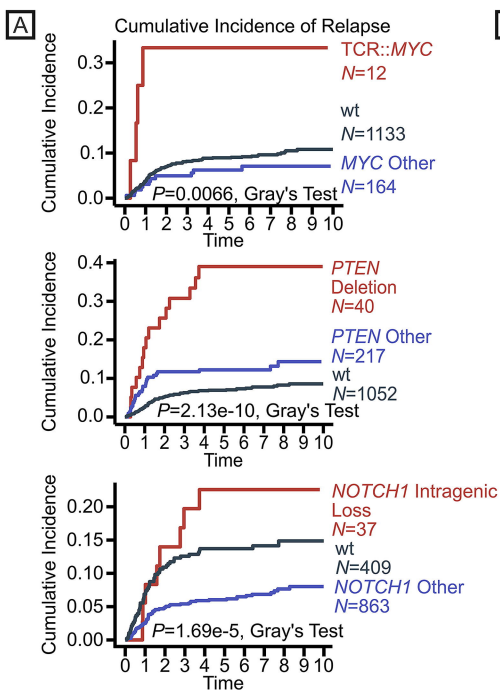 A
Cumulative Incidence of Relapse
Cumulative Incidence
0.3
0.2
0.1
0.0
TCR::MYC
N=12
wt
N=1133
MYC Other
N=164
P=0.0066, Gray's Test
0 1 2 3 4 5 6 7 8 9 10
Time
Cumulative Incidence
0.4
0.3
0.2
0.1
0.0
PTEN
Deletion
N=40
PTEN Other
N=217
wt
N=1052
P=2.13e-10, Gray's Test
0 1 2 3 4 5 6 7 8 9 10
Time
Cumulative Incidence
0.20
0.15
0.10
0.05
0.00
NOTCH1 Intragenic
Loss
N=37
wt
N=409
NOTCH1 Other
N=863
P=1.69e-5, Gray's Test
0 1 2 3 4 5 6 7 8 9 10
Time